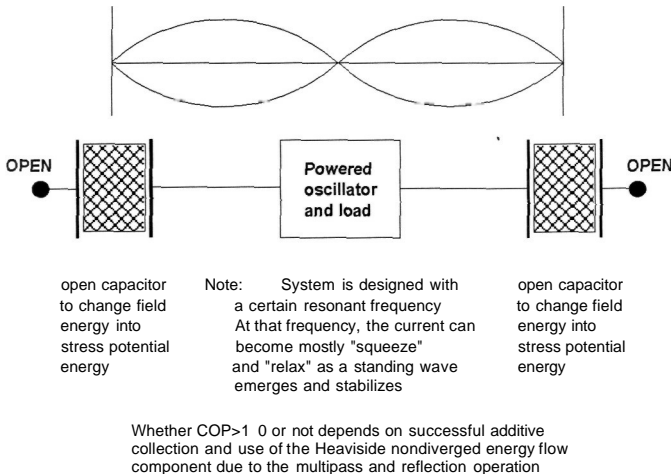 OPEN
Powered
oscillator
and load
OPEN
open capacitor
to change field
energy into
stress potential
energy
Note: System is designed with
a certain resonant frequency
At that frequency, the current can
become mostly "squeeze"
and "relax" as a standing wave
emerges and stabilizes
open capacitor
to change field
energy into
stress potential
energy
Whether COP>1 0 or not depends on successful additive
collection and use of the Heaviside nondiverged energy flow
component due to the multipass and reflection operation